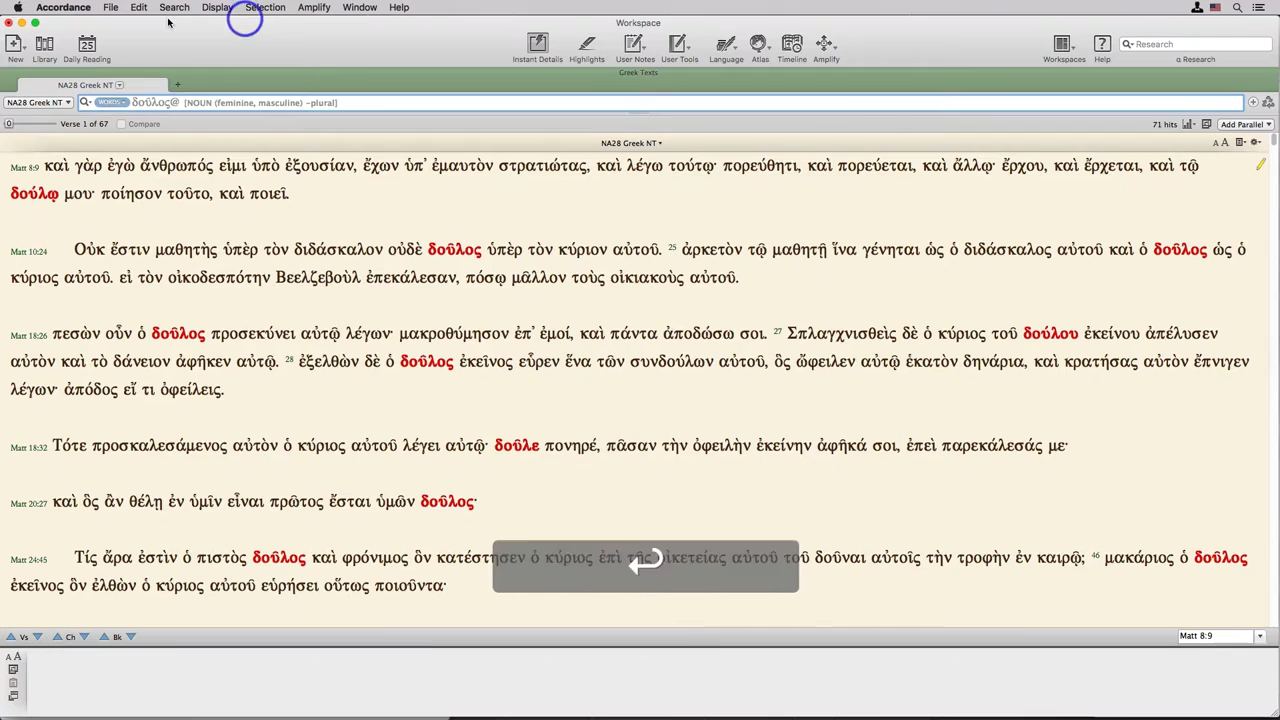 Accordance File Edit Search Display Selection Amplify Window Help
Workspace
New Library 25 Daily Reading Instant Details Highlights User Notes User Tools Language Atlas Timeline Amplify Workspaces Help Research
α Research
Greek Texts
NA28 Greek NT
NA28 Greek NT WORDS δοῦλος@ [NOUN (feminine, masculine) -plural]
0 Verse 1 of 67 Compare 71 hits Add Parallel
NA28 Greek NT
Matt 8:9 καὶ γὰρ ἐγὼ ἄνθρωπός εἰμι ὑπὸ ἐξουσίαν, ἔχων ὑπ’ ἐμαυτὸν στρατιώτας, καὶ λέγω τούτῳ· πορεύθητι, καὶ πορεύεται, καὶ ἄλλῳ· ἔρχου, καὶ ἔρχεται, καὶ τῷ
δούλῳ μου· ποίησον τοῦτο, καὶ ποιεῖ.
Matt 10:24 Οὐκ ἔστιν μαθητὴς ὑπὲρ τὸν διδάσκαλον οὐδὲ δοῦλος ὑπὲρ τὸν κύριον αὐτοῦ. 25 ἀρκετὸν τῷ μαθητῇ ἵνα γένηται ὡς ὁ διδάσκαλος αὐτοῦ καὶ ὁ δοῦλος ὡς ὁ
κύριος αὐτοῦ. εἰ τὸν οἰκοδεσπότην Βεελζεβοὺλ ἐπεκάλεσαν, πόσῳ μᾶλλον τοὺς οἰκιακοὺς αὐτοῦ.
Matt 18:26 πεσὼν οὖν ὁ δοῦλος προσεκύνει αὐτῷ λέγων· μακροθύμησον ἐπ’ ἐμοί, καὶ πάντα ἀποδώσω σοι. 27 Σπλαγχνισθεὶς δὲ ὁ κύριος τοῦ δούλου ἐκείνου ἀπέλυσεν
αὐτὸν καὶ τὸ δάνειον ἀφῆκεν αὐτῷ. 28 ἐξελθὼν δὲ ὁ δοῦλος ἐκεῖνος εὗρεν ἕνα τῶν συνδούλων αὐτοῦ, ὃς ὤφειλεν αὐτῷ ἑκατὸν δηνάρια, καὶ κρατήσας αὐτὸν ἔπνιγεν
λέγων· ἀπόδος εἴ τι ὀφείλεις.
Matt 18:32 Τότε προσκαλεσάμενος αὐτὸν ὁ κύριος αὐτοῦ λέγει αὐτῷ· δοῦλε πονηρέ, πᾶσαν τὴν ὀφειλὴν ἐκείνην ἀφῆκά σοι, ἐπεὶ παρεκάλεσάς με·
Matt 20:27 καὶ ὃς ἂν θέλῃ ἐν ὑμῖν εἶναι πρῶτος ἔσται ὑμῶν δοῦλος·
Matt 24:45 Τίς ἄρα ἐστὶν ὁ πιστὸς δοῦλος καὶ φρόνιμος ὃν κατέστησεν ὁ κύριος ἐπὶ τῆς οἰκετείας αὐτοῦ τοῦ δοῦναι αὐτοῖς τὴν τροφὴν ἐν καιρῷ; 46 μακάριος ὁ δοῦλος
ἐκεῖνος ὃν ἐλθὼν ὁ κύριος αὐτοῦ εὑρήσει οὕτως ποιοῦντα·
Vs Ch Bk Matt 8:9